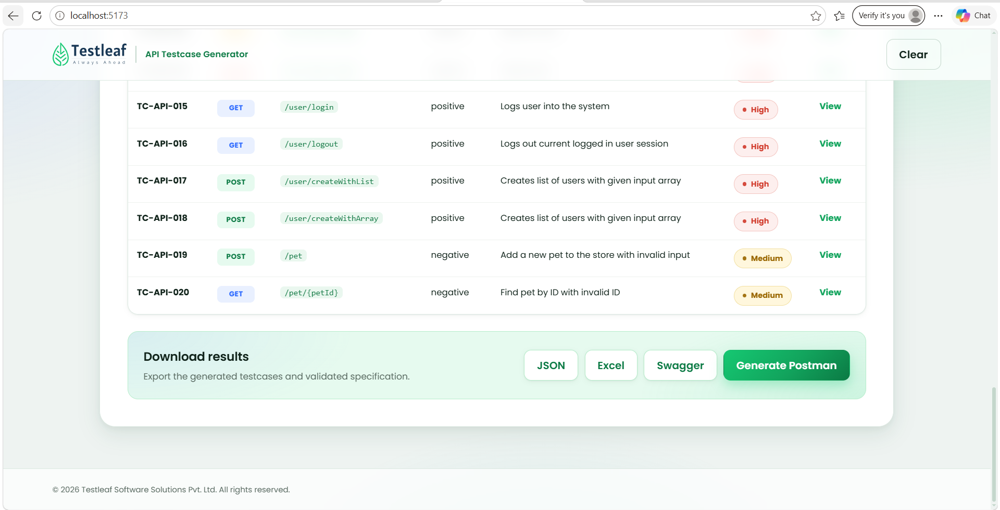 localhost:5173
Verify it's you
Chat
Testleaf
Always Ahead
API Testcase Generator
Clear
TC-API-015 GET /user/login positive Logs user into the system High View
TC-API-016 GET /user/logout positive Logs out current logged in user session High View
TC-API-017 POST /user/createWithList positive Creates list of users with given input array High View
TC-API-018 POST /user/createWithArray positive Creates list of users with given input array High View
TC-API-019 POST /pet negative Add a new pet to the store with invalid input Medium View
TC-API-020 GET /pet/{petId} negative Find pet by ID with invalid ID Medium View
Download results
Export the generated testcases and validated specification.
JSON Excel Swagger Generate Postman
© 2026 Testleaf Software Solutions Pvt. Ltd. All rights reserved.